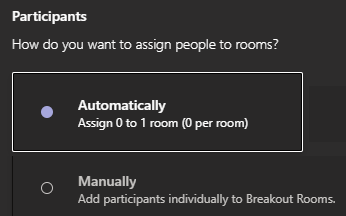 Participants
How do you want to assign people to rooms?
Automatically
Assign 0 to 1 room (0 per room)
Manually
Add participants individually to Breakout Rooms.